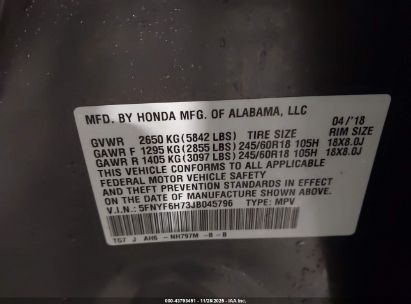 MFD. BY HONDA MFG. OF ALABAMA, LLC 04/'18
GVWR 2650 KG (5842 LBS) TIRE SIZE RIM SIZE
GAWR F 1295 KG (2855 LBS) 245/60R18 105H 18X8.0J
GAWR R 1405 KG (3097 LBS) 245/60R18 105H 18X8.0J
THIS VEHICLE CONFORMS TO ALL APPLICABLE
FEDERAL MOTOR VEHICLE SAFETY AND
THEFT PREVENTION STANDARDS IN EFFECT ON
THE DATE OF MANUFACTURE SHOWN ABOVE.
V.I.N.: 5FNYF6H73JB045796 TYPE: MPV
TG7 J AH6 -NH797M -B -B